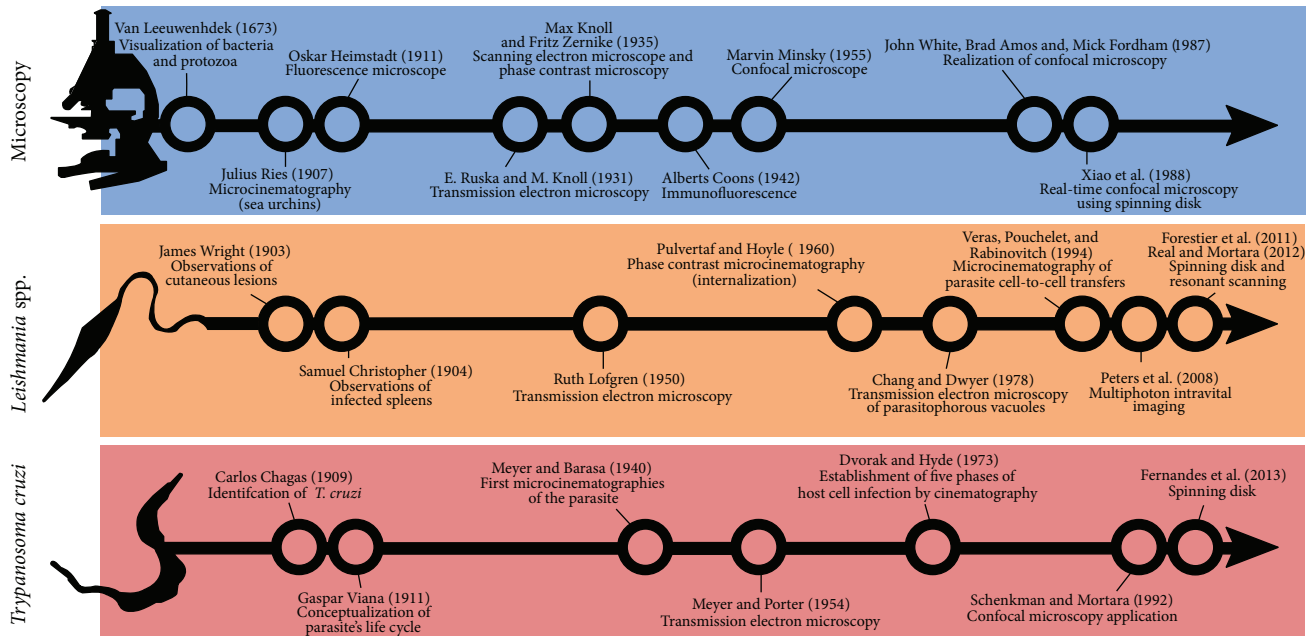 Microscopy
Van Leeuwenhdek (1673)
Visualization of bacteria
and protozoa
Oskar Heimstadt (1911)
Fluorescence microscope
Max Knoll
and Fritz Zernike (1935)
Scanning electron microscope and
phase contrast microscopy
Marvin Minsky (1955)
Confocal microscope
John White, Brad Amos and, Mick Fordham (1987)
Realization of confocal microscopy
Julius Ries (1907)
Microcinematography
(sea urchins)
E. Ruska and M. Knoll (1931)
Transmission electron microscopy
Alberts Coons (1942)
Immunofluorescence
Xiao et al. (1988)
Real-time confocal microscopy
using spinning disk
Leishmania spp.
James Wright (1903)
Observations of
cutaneous lesions
Pulvertaf and Hoyle ( 1960)
Phase contrast microcinematography
(internalization)
Veras, Pouchelet, and
Rabinovitch (1994)
Microcinematography of
parasite cell-to-cell transfers
Forestier et al. (2011)
Real and Mortara (2012)
Spinning disk and
resonant scanning
Samuel Christopher (1904)
Observations of
infected spleens
Ruth Lofgren (1950)
Transmission electron microscopy
Chang and Dwyer (1978)
Transmission electron microscopy
of parasitophorous vacuoles
Peters et al. (2008)
Multiphoton intravital
imaging
Trypanosoma cruzi
Carlos Chagas (1909)
Identifcation of T. cruzi
Meyer and Barasa (1940)
First microcinematographies
of the parasite
Dvorak and Hyde (1973)
Establishment of five phases of
host cell infection by cinematography
Fernandes et al. (2013)
Spinning disk
Gaspar Viana (1911)
Conceptualization of
parasite's life cycle
Meyer and Porter (1954)
Transmission electron microscopy
Schenkman and Mortara (1992)
Confocal microscopy application